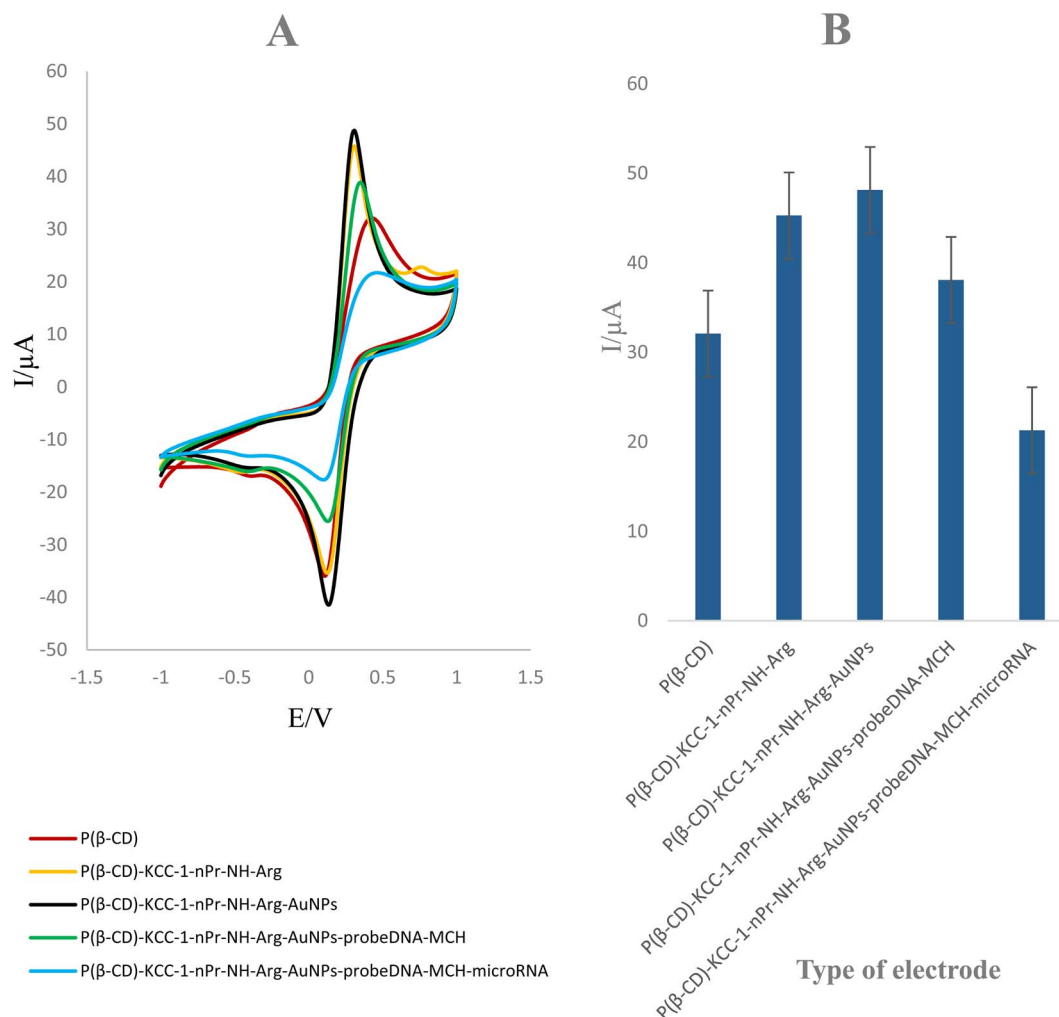 A
60
50
40
30
20
10
0
-10
-20
-30
-40
-50
I/μA
-1.5
-1
-0.5
0
0.5
1
1.5
E/V
P(β-CD)
P(β-CD)-KCC-1-nPr-NH-Arg
P(β-CD)-KCC-1-nPr-NH-Arg-AuNPs
P(β-CD)-KCC-1-nPr-NH-Arg-AuNPs-probeDNA-MCH
P(β-CD)-KCC-1-nPr-NH-Arg-AuNPs-probeDNA-MCH-microRNA
B
60
50
40
30
20
10
0
I/μA
P(β-CD)
P(β-CD)-KCC-1-nPr-NH-Arg
P(β-CD)-KCC-1-nPr-NH-Arg-AuNPs
P(β-CD)-KCC-1-nPr-NH-Arg-AuNPs-probeDNA-MCH
P(β-CD)-KCC-1-nPr-NH-Arg-AuNPs-probeDNA-MCH-microRNA
Type of electrode